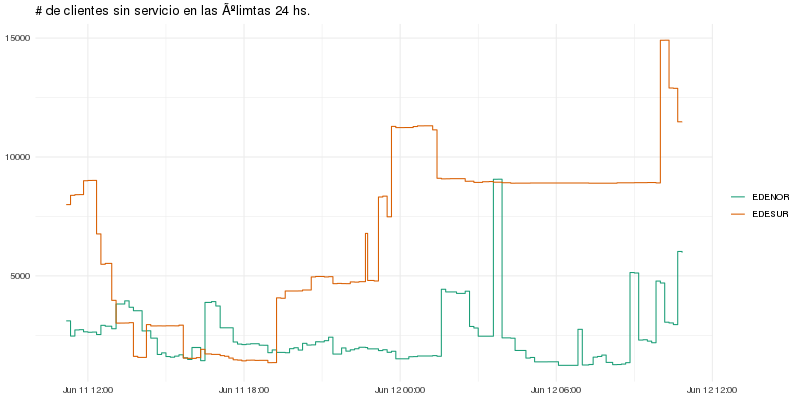 # de clientes sin servicio en las Ãºlimtas 24 hs.
15000
10000
5000
Jun 11 12:00
Jun 11 18:00
Jun 12 00:00
Jun 12 06:00
Jun 12 12:00
EDENOR
EDESUR